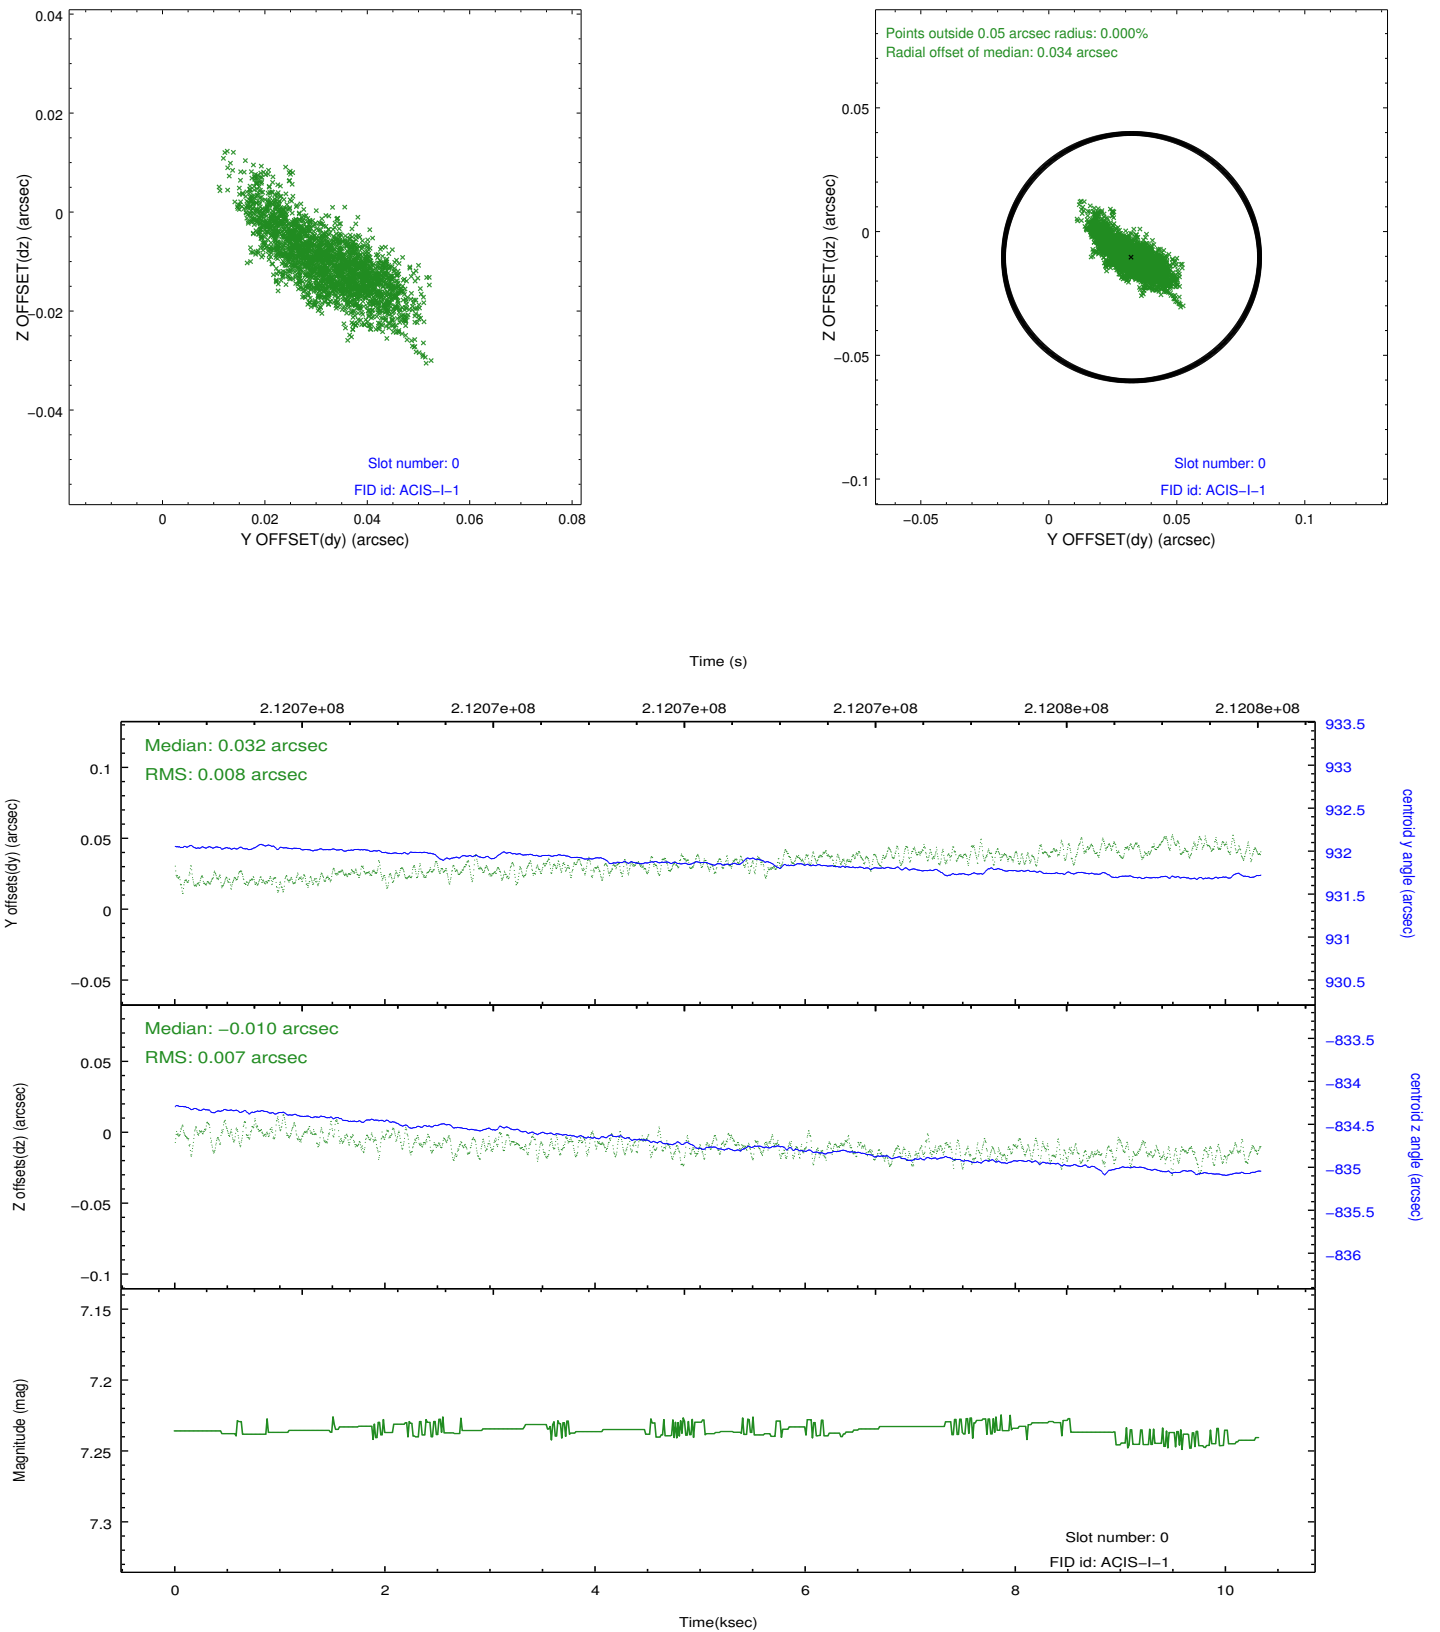 0.04
0.02
0
−0.02
−0.04
Z OFFSET(dz) (arcsec)
Slot number: 0
FID id: ACIS−I−1
0
0.02
0.04
0.06
0.08
Y OFFSET(dy) (arcsec)
Points outside 0.05 arcsec radius: 0.000%
Radial offset of median: 0.034 arcsec
0.05
0
−0.05
−0.1
Z OFFSET(dz) (arcsec)
Slot number: 0
FID id: ACIS−I−1
−0.05
0
0.05
0.1
Y OFFSET(dy) (arcsec)
Time (s)
2.1207e+08
2.1207e+08
2.1207e+08
2.1207e+08
2.1208e+08
2.1208e+08
Median: 0.032 arcsec
RMS: 0.008 arcsec
0.1
0.05
0
−0.05
Y offsets(dy) (arcsec)
933.5
933
932.5
932
931.5
931
930.5
centroid y angle (arcsec)
Median: −0.010 arcsec
RMS: 0.007 arcsec
0.05
0
−0.05
−0.1
Z offsets(dz) (arcsec)
−833.5
−834
−834.5
−835
−835.5
−836
centroid z angle (arcsec)
7.15
7.2
7.25
7.3
Magnitude (mag)
Slot number: 0
FID id: ACIS−I−1
0
2
4
6
8
10
Time(ksec)